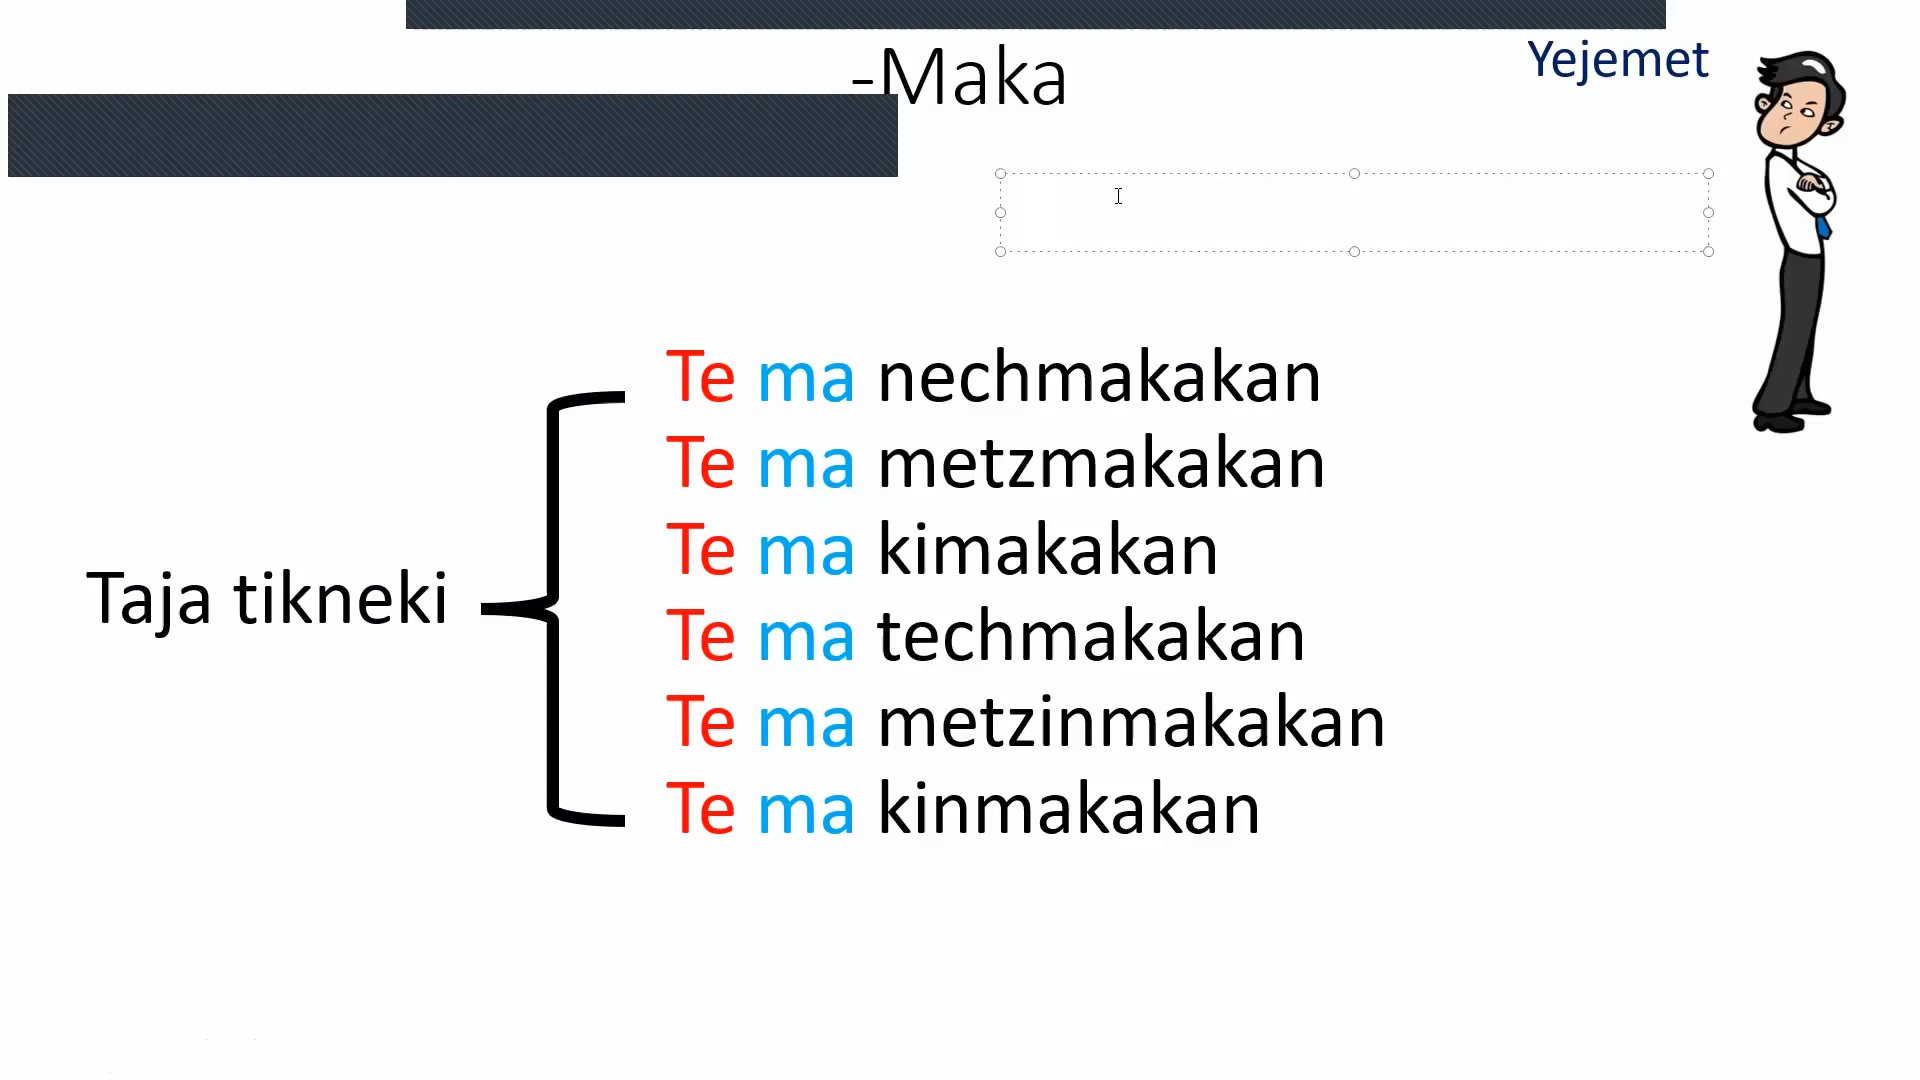 -Maka
Yejemet
Te ma nechmakakan
Te ma metzmakakan
Te ma kimakakan
Taja tikneki
Te ma techmakakan
Te ma metzinmakakan
Te ma kinmakakan